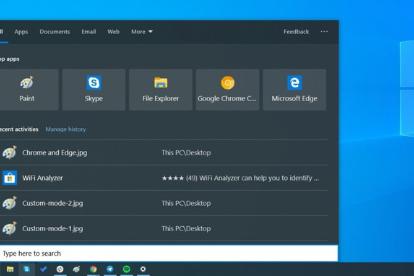 Apps Documents Email Web More Feedback
apps
Paint Skype File Explorer Google Chrome C... Microsoft Edge
recent activities Manage history
Chrome and Edge.jpg This PC\Desktop
WiFi Analyzer ★★★★ (49) WiFi Analyzer can help you to identify ...
Custom-mode-2.jpg This PC\Desktop
Custom-mode-1.jpg This PC\Desktop
Type here to search